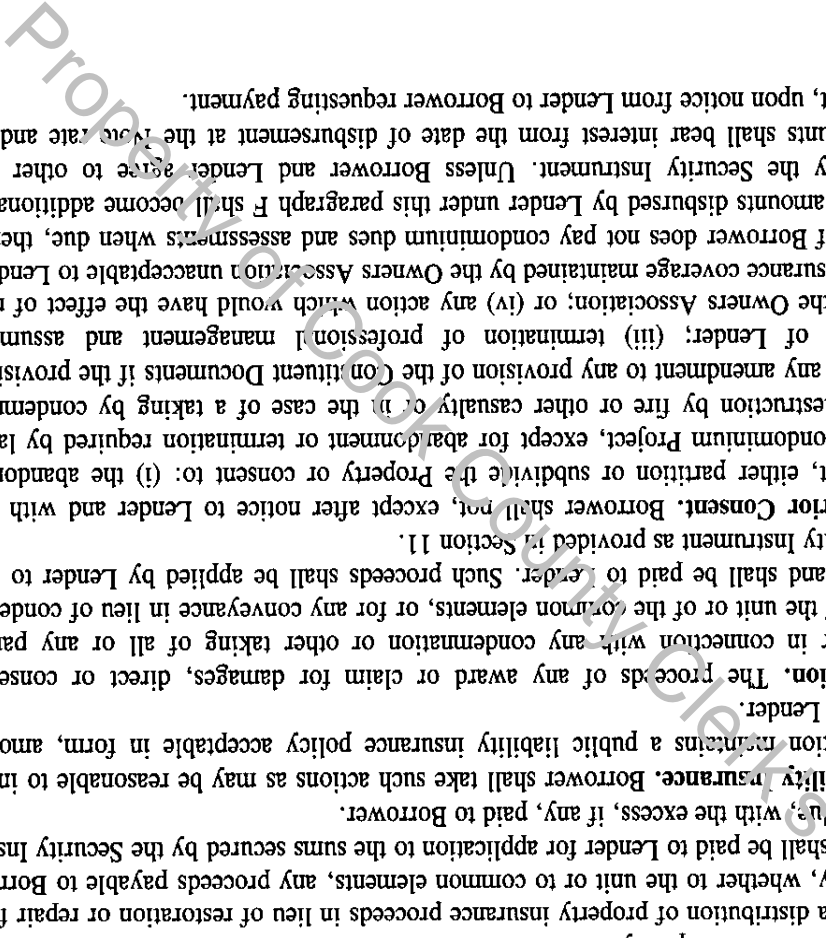 a distribution of property insurance proceeds in lieu of restoration or repair f
y, whether to the unit or to common elements, any proceeds payable to Borr
shall be paid to Lender for application to the sums secured by the Security Ins
due, with the excess, if any, paid to Borrower.
ility Insurance. Borrower shall take such actions as may be reasonable to in
tion maintains a public liability insurance policy acceptable in form, amo
Lender.
ion. The proceeds of any award or claim for damages, direct or conse
r in connection with any condemnation or other taking of all or any pa
the unit or of the common elements, or for any conveyance in lieu of conde
and shall be paid to Lender. Such proceeds shall be applied by Lender to
ty Instrument as provided in Section 11.
rior Consent. Borrower shall not, except after notice to Lender and with
t, either partition or subdivide the Property or consent to: (i) the abandon
ondominium Project, except for abandonment or termination required by la
estruction by fire or other casualty or in the case of a taking by condemn
any amendment to any provision of the Constituent Documents if the provisi
of Lender; (iii) termination of professional management and assum
the Owners Association; or (iv) any action which would have the effect of r
surance coverage maintained by the Owners Association unacceptable to Lend
f Borrower does not pay condominium dues and assessments when due, the
amounts disbursed by Lender under this paragraph F shall become additiona
y the Security Instrument. Unless Borrower and Lender agree to other
unts shall bear interest from the date of disbursement at the Note rate and
t, upon notice from Lender to Borrower requesting payment.
Property of Cook County Clerk's